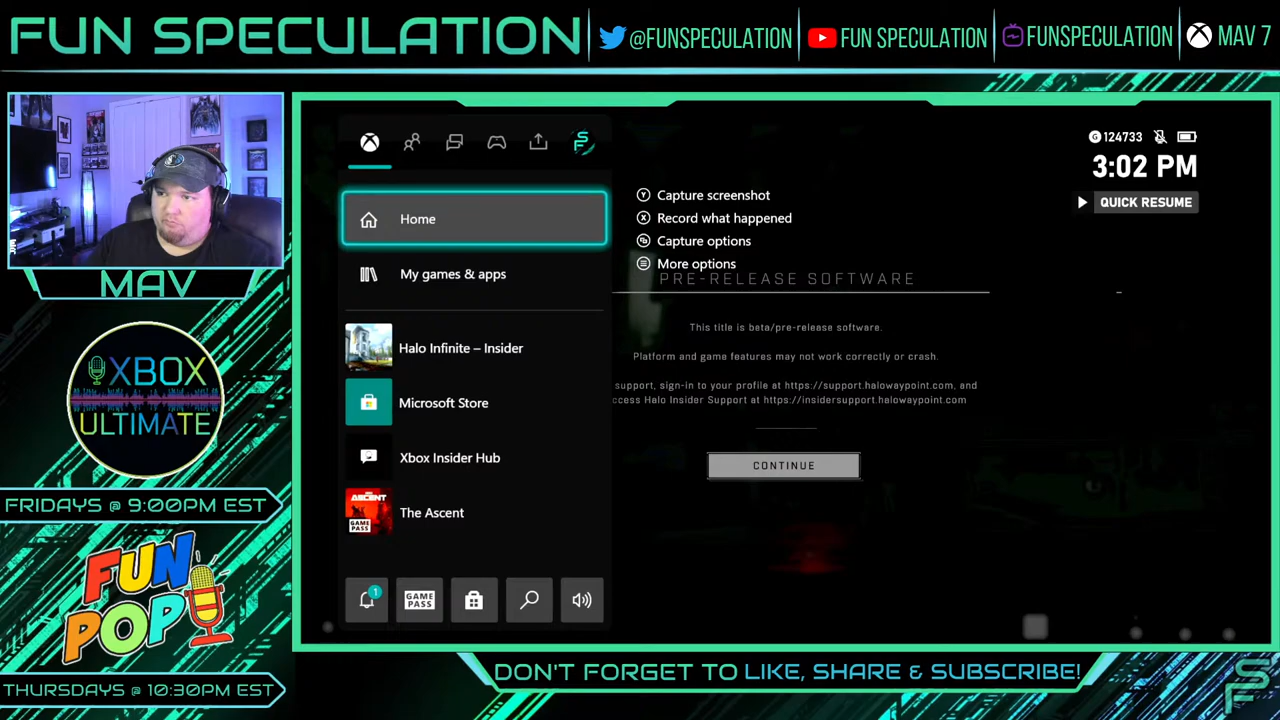 FUN SPECULATION
@FUNSPECULATION
FUN SPECULATION
FUNSPECULATION
MAV 7
MAV
XBOX
ULTIMATE
FRIDAYS @ 9:00PM EST
FUN
POP
THURSDAYS @ 10:30PM EST
Home
My games & apps
Halo Infinite – Insider
Microsoft Store
Xbox Insider Hub
ASCENT
GAME
PASS
The Ascent
1
GAME
PASS
Capture screenshot
Record what happened
Capture options
More options
G 124733
3:02 PM
QUICK RESUME
PRE-RELEASE SOFTWARE
This title is beta/pre-release software.
Platform and game features may not work correctly or crash.
support, sign-in to your profile at https://support.halowaypoint.com, and
ccess Halo Insider Support at https://insidersupport.halowaypoint.com
CONTINUE
DON'T FORGET TO LIKE, SHARE & SUBSCRIBE!
SF